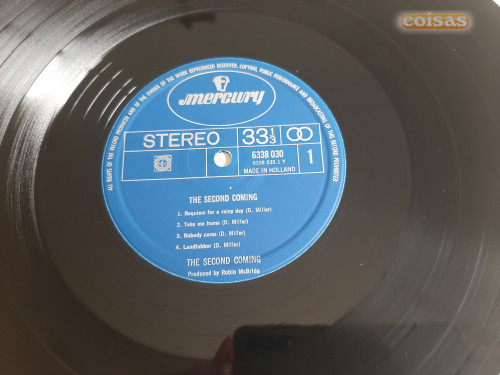 coisas
ALL RIGHTS OF THE RECORD PRODUCER AND OF THE OWNER OF THE WORK REPRODUCED RESERVED. COPYING, PUBLIC PERFORMANCE AND BROADCASTING OF THIS RECORD PROHIBITED
mercury
STEREO 33 1/3
6338 030
6338 030.1 Y
MADE IN HOLLAND
1
THE SECOND COMING
1. Requiem for a rainy day (D. Miller)
2. Take me home (D. Miller)
3. Nobody cares (D. Miller)
4. Landlubber (D. Miller)
THE SECOND COMING
Produced by Robin McBride